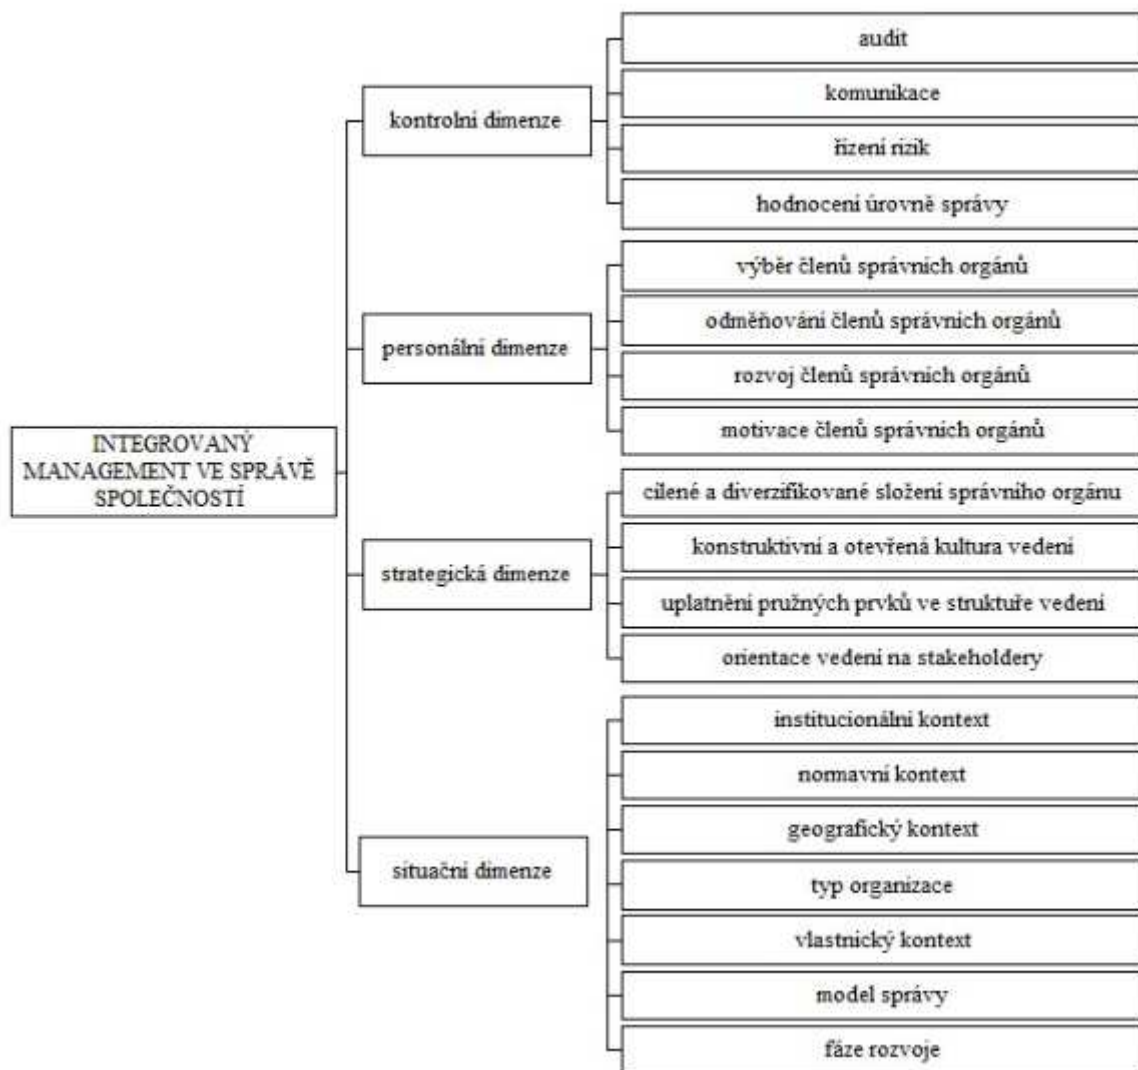 INTEGROVANÝ
MANAGEMENT VE SPRÁVĚ
SPOLEČNOSTÍ
kontrolní dimenze
audit
komunikace
řízení rizik
hodnocení úrovně správy
personální dimenze
výběr členů správních orgánů
odměňování členů správních orgánů
rozvoj členů správních orgánů
motivace členů správních orgánů
strategická dimenze
cílené a diverzifikované složení správního orgánu
konstruktivní a otevřená kultura vedení
uplatnění pružných prvků ve struktuře vedení
orientace vedení na stakeholdery
situační dimenze
institucionální kontext
normavní kontext
geografický kontext
typ organizace
vlastnický kontext
model správy
fáze rozvoje